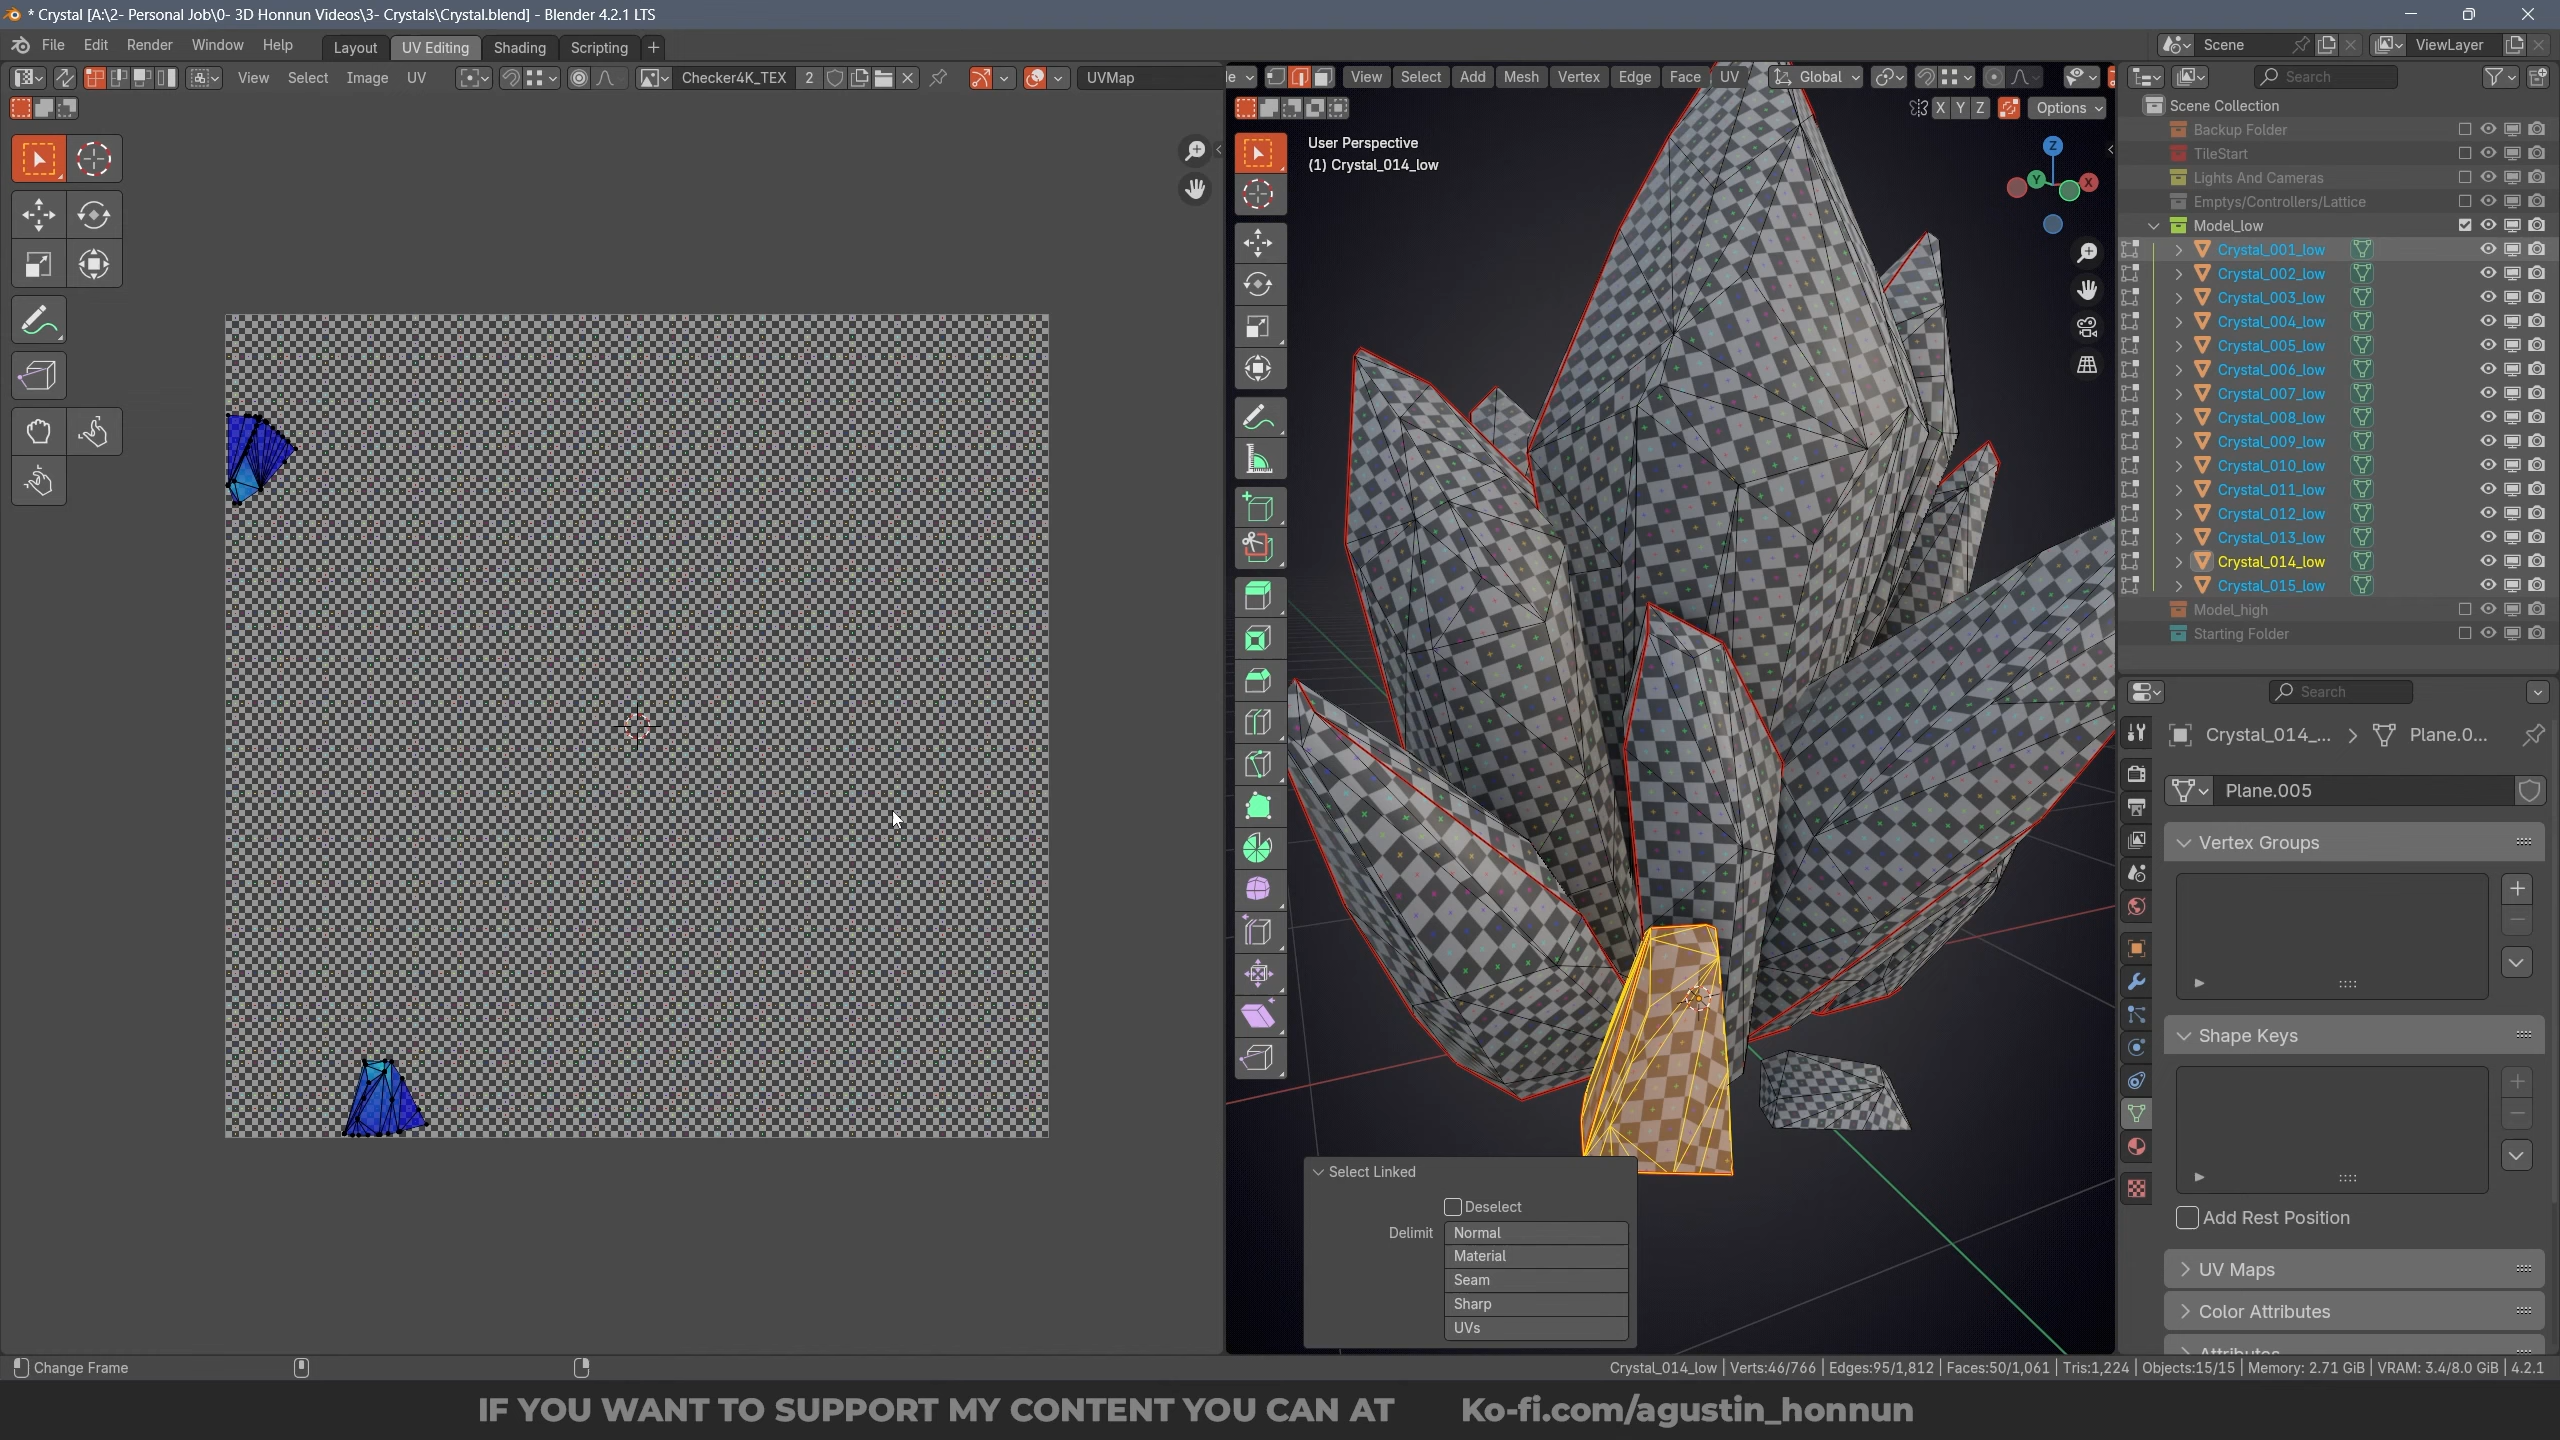 * Crystal [A:\2- Personal Job\0- 3D Honnun Videos\3- Crystals\Crystal.blend] - Blender 4.2.1 LTS
File Edit Render Window Help Layout UV Editing Shading Scripting + Scene ViewLayer
View Select Image UV Checker4K_TEX 2 UVMap
View Select Add Mesh Vertex Edge Face UV Global Search
X Y Z Options
User Perspective
(1) Crystal_014_low
Z
Y
X
Scene Collection
Backup Folder
TileStart
Lights And Cameras
Emptys/Controllers/Lattice
Model_low
Crystal_001_low
Crystal_002_low
Crystal_003_low
Crystal_004_low
Crystal_005_low
Crystal_006_low
Crystal_007_low
Crystal_008_low
Crystal_009_low
Crystal_010_low
Crystal_011_low
Crystal_012_low
Crystal_013_low
Crystal_014_low
Crystal_015_low
Model_high
Starting Folder
Search
Crystal_014_... Plane.0...
Plane.005
Vertex Groups
Shape Keys
Add Rest Position
UV Maps
Color Attributes
Attributes
Select Linked
Deselect
Delimit Normal
Material
Seam
Sharp
UVs
Change Frame
Crystal_014_low | Verts:46/766 | Edges:95/1,812 | Faces:50/1,061 | Tris:1,224 | Objects:15/15 | Memory: 2.71 GiB | VRAM: 3.4/8.0 GiB | 4.2.1
IF YOU WANT TO SUPPORT MY CONTENT YOU CAN AT Ko-fi.com/agustin_honnun